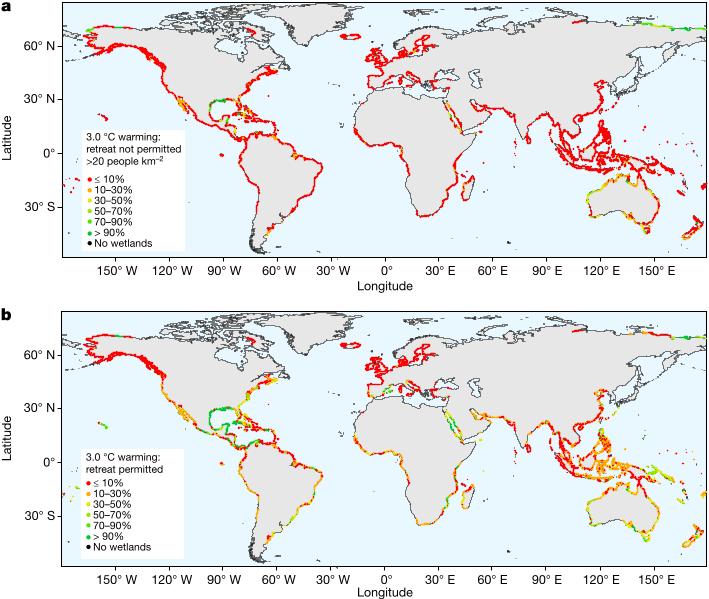 a
60° N
30° N
0°
30° S
Latitude
3.0 °C warming:
retreat not permitted
>20 people km⁻²
≤ 10%
10–30%
30–50%
50–70%
70–90%
> 90%
No wetlands
150° W 120° W 90° W 60° W 30° W 0° 30° E 60° E 90° E 120° E 150° E
Longitude
b
60° N
30° N
0°
30° S
Latitude
3.0 °C warming:
retreat permitted
≤ 10%
10–30%
30–50%
50–70%
70–90%
> 90%
No wetlands
150° W 120° W 90° W 60° W 30° W 0° 30° E 60° E 90° E 120° E 150° E
Longitude